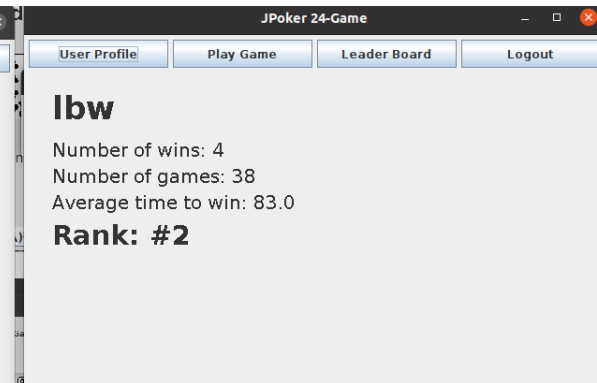 JPoker 24-Game
User Profile Play Game Leader Board Logout
lbw
Number of wins: 4
Number of games: 38
Average time to win: 83.0
Rank: #2